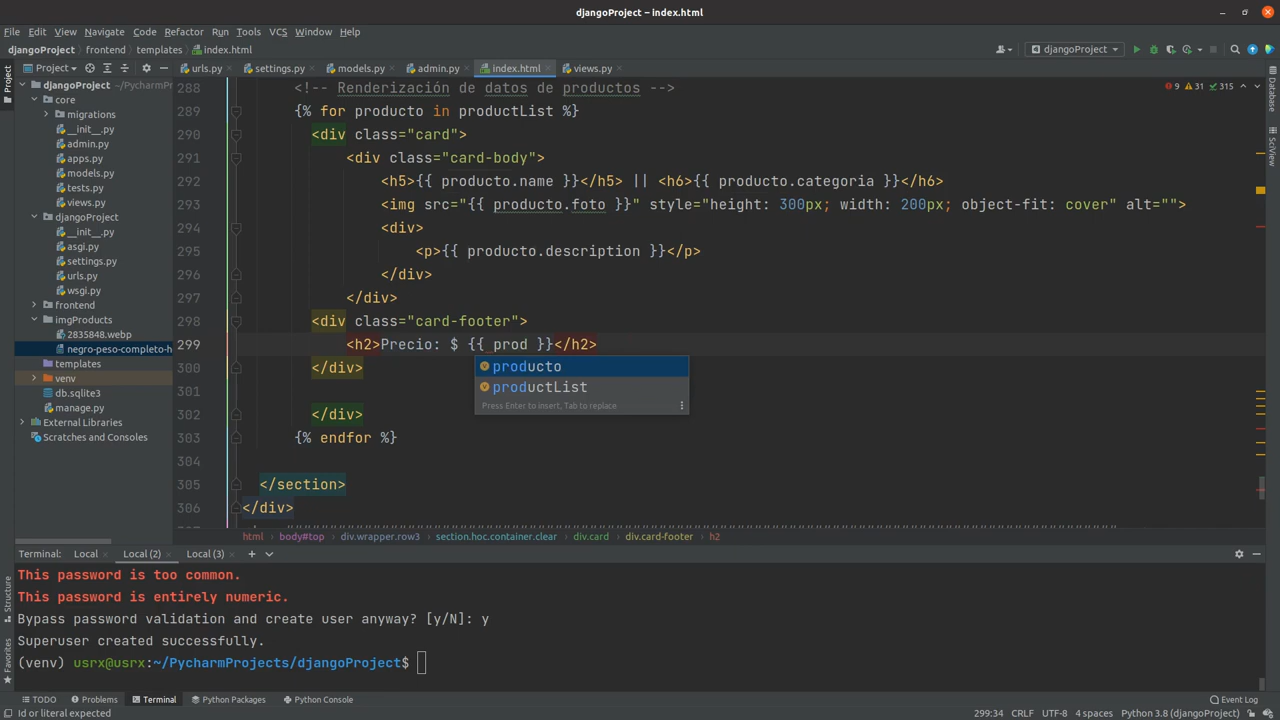 djangoProject – index.html
File Edit View Navigate Code Refactor Run Tools VCS Window Help
djangoProject frontend templates index.html djangoProject
Project urls.py settings.py models.py admin.py index.html views.py
djangoProject ~/PycharmPr
core
migrations
__init__.py
admin.py
apps.py
models.py
tests.py
views.py
djangoProject
__init__.py
asgi.py
settings.py
urls.py
wsgi.py
frontend
imgProducts
2835848.webp
negro-peso-completo-h
templates
venv
db.sqlite3
manage.py
External Libraries
Scratches and Consoles
9 31 315
288 <!-- Renderización de datos de productos -->
289 {% for producto in productList %}
290 <div class="card">
291 <div class="card-body">
292 <h5>{{ producto.name }}</h5> || <h6>{{ producto.categoria }}</h6>
293 <img src="{{ producto.foto }}" style="height: 300px; width: 200px; object-fit: cover" alt="">
294 <div>
295 <p>{{ producto.description }}</p>
296 </div>
297 </div>
298 <div class="card-footer">
299 <h2>Precio: $ {{ prod }}</h2>
300 </div>
301
302 </div>
303 {% endfor %}
304
305 </section>
306 </div>
producto
productList
Press Enter to insert, Tab to replace
html body#top div.wrapper.row3 section.hoc.container.clear div.card div.card-footer h2
Project
Structure
Favorites
Database
SciView
Terminal: Local Local (2) Local (3)
This password is too common.
This password is entirely numeric.
Bypass password validation and create user anyway? [y/N]: y
Superuser created successfully.
(venv) usrx@usrx:~/PycharmProjects/djangoProject$
TODO Problems Terminal Python Packages Python Console Event Log
Id or literal expected 299:34 CRLF UTF-8 4 spaces Python 3.8 (djangoProject)